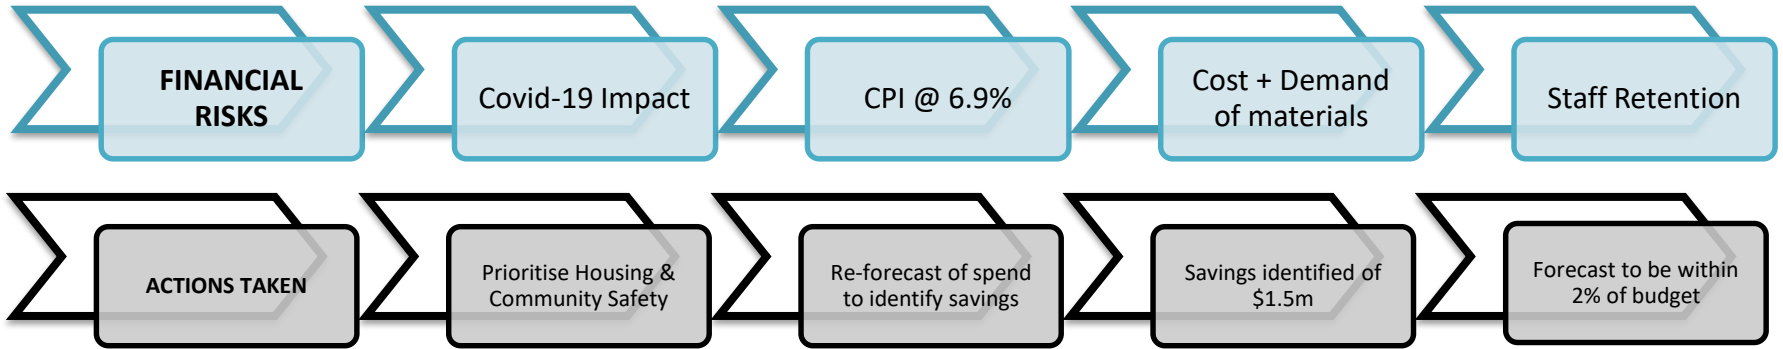 FINANCIAL
RISKS
Covid-19 Impact
CPI @ 6.9%
Cost + Demand
of materials
Staff Retention
ACTIONS TAKEN
Prioritise Housing &
Community Safety
Re-forecast of spend
to identify savings
Savings identified of
$1.5m
Forecast to be within
2% of budget